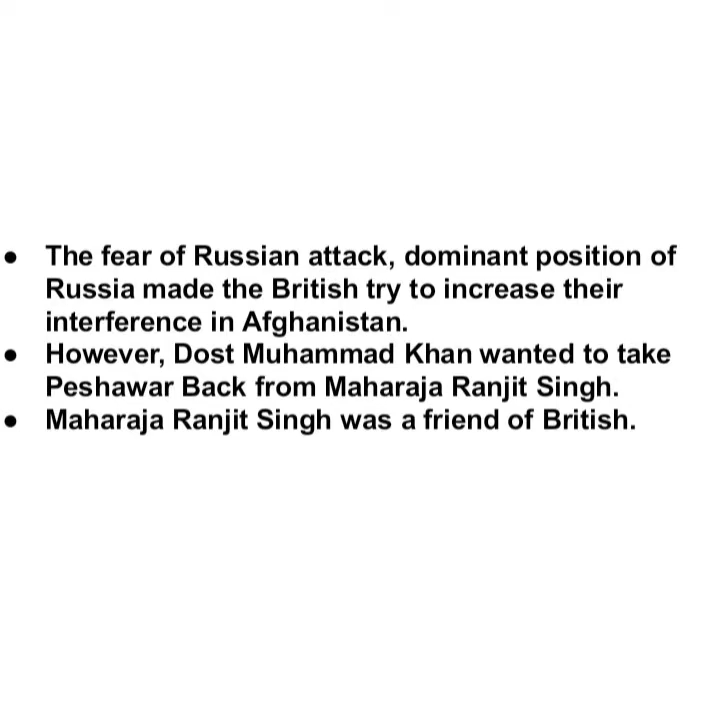 ● The fear of Russian attack, dominant position of
Russia made the British try to increase their
interference in Afghanistan.
● However, Dost Muhammad Khan wanted to take
Peshawar Back from Maharaja Ranjit Singh.
● Maharaja Ranjit Singh was a friend of British.